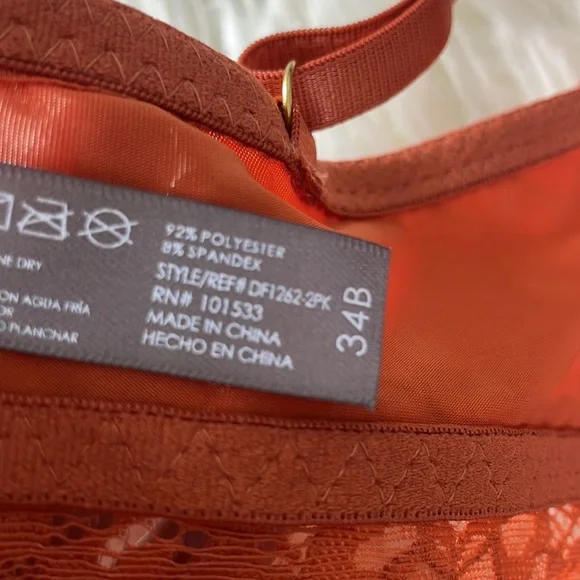 NE DRY
ON AGUA FRÍA
OR
O PLANCHAR
92% POLYESTER
8% SPANDEX
STYLE/REF# DF1262-2PK
RN# 101533
MADE IN CHINA
HECHO EN CHINA
34B